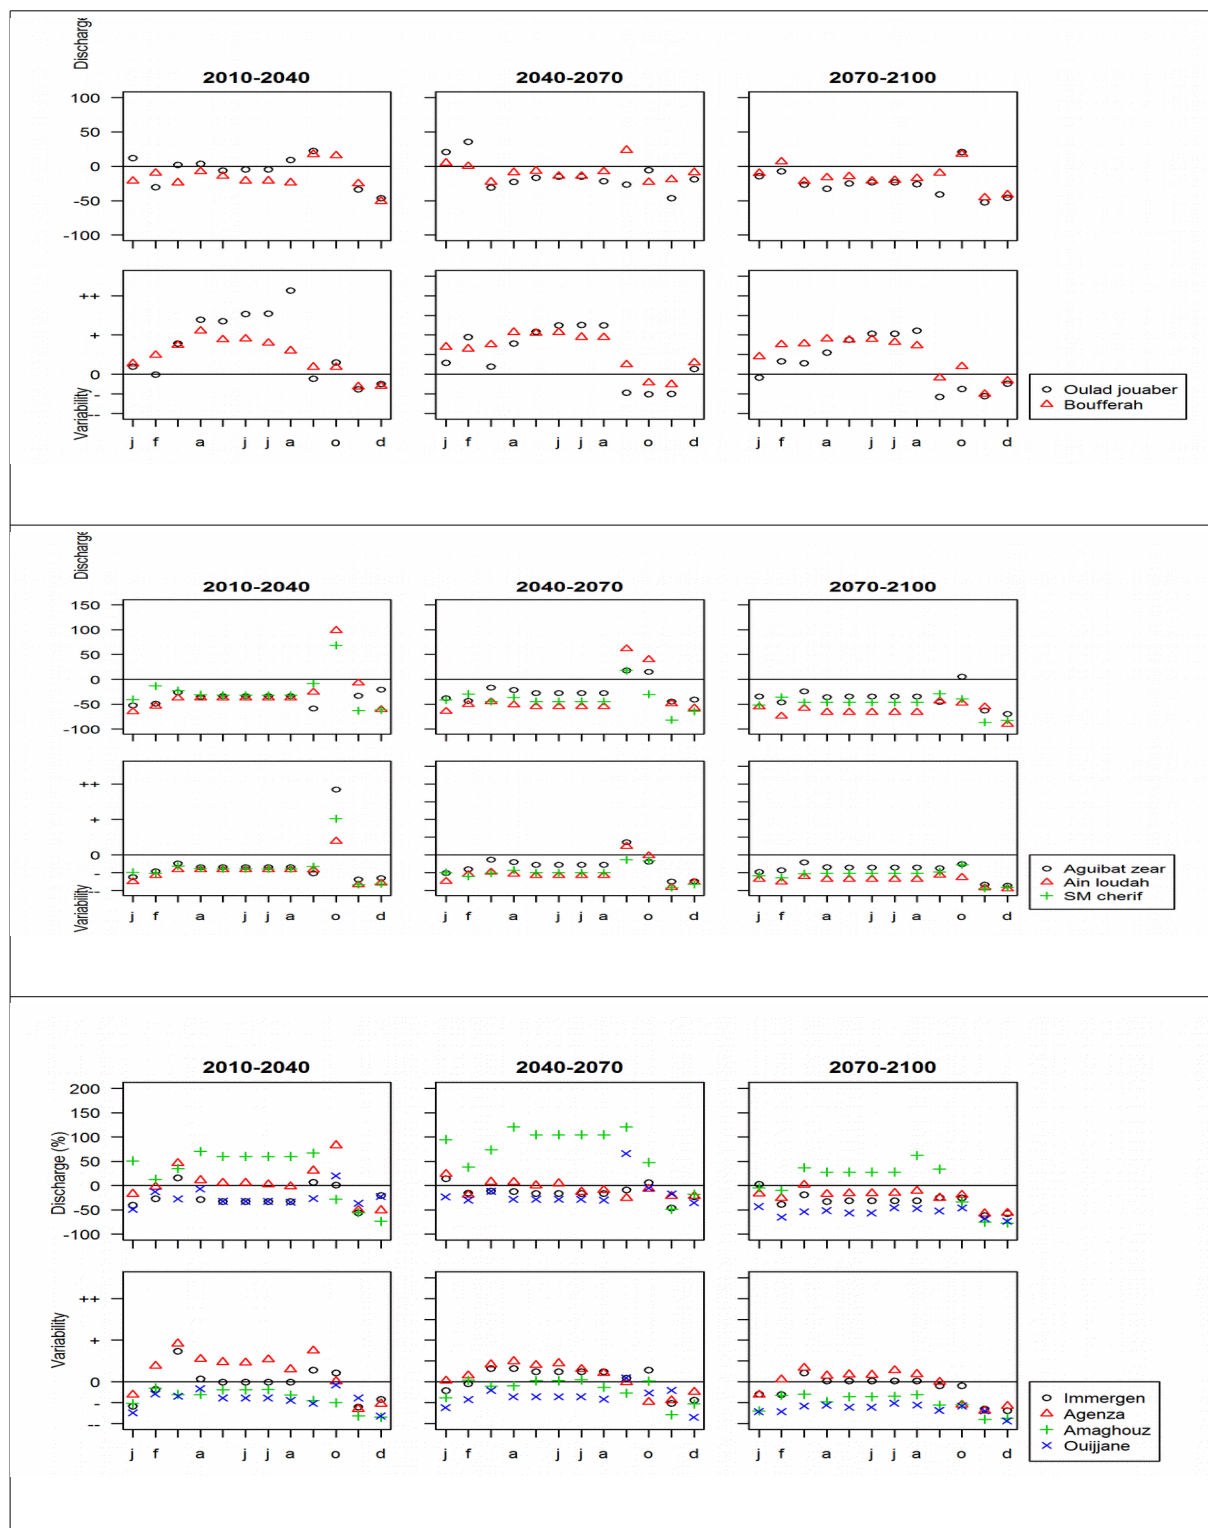 Discharge
2010-2040 2040-2070 2070-2100
100
50
0
-50
-100
Variability
++
+
0
-
--
j f a j j a o d j f a j j a o d j f a j j a o d
Oulad jouaber
Boufferah
Discharge
2010-2040 2040-2070 2070-2100
150
100
50
0
-50
-100
Variability
++
+
0
-
--
j f a j j a o d j f a j j a o d j f a j j a o d
Aguibat zear
Ain loudah
SM cherif
2010-2040 2040-2070 2070-2100
Discharge (%)
200
150
100
50
0
-50
-100
Variability
++
+
0
-
--
j f a j j a o d j f a j j a o d j f a j j a o d
Immergen
Agenza
Amaghouz
Ouijjane